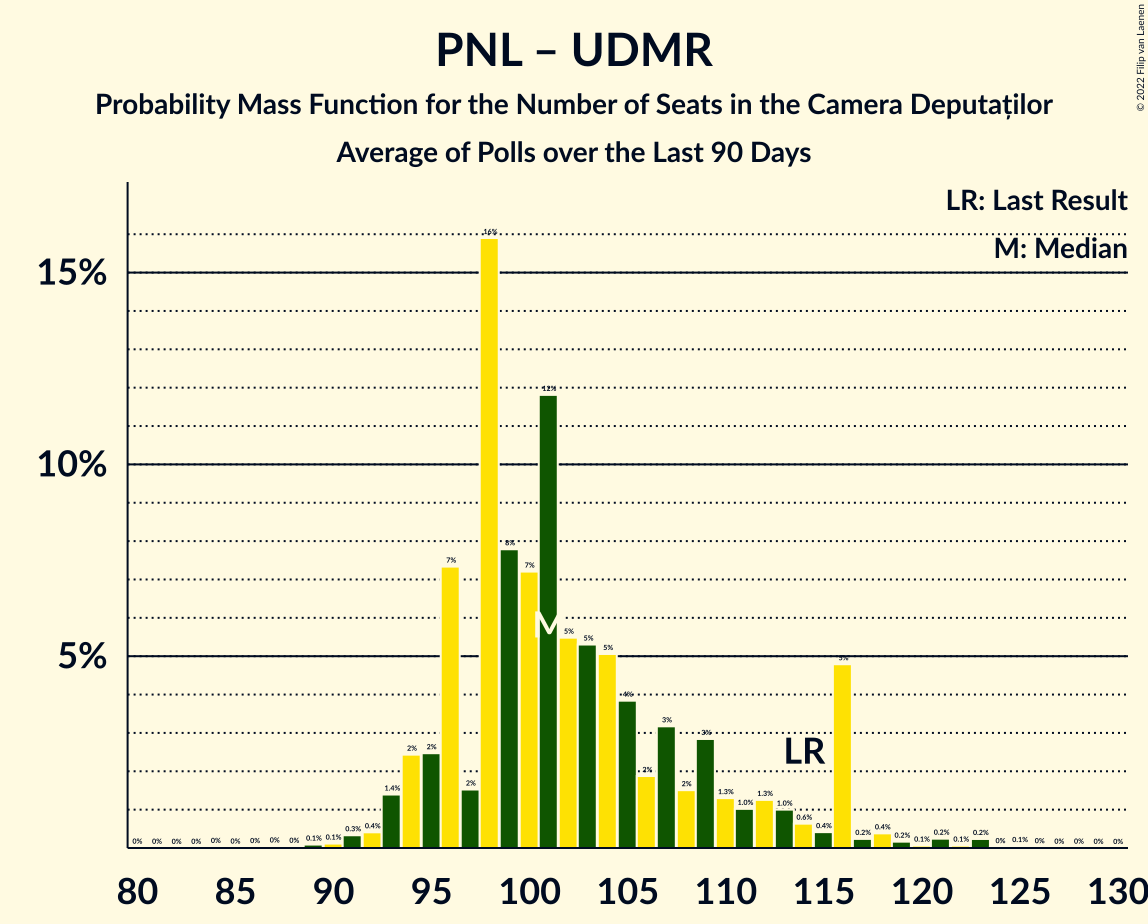 PNL – UDMR
Probability Mass Function for the Number of Seats in the Camera Deputaților
Average of Polls over the Last 90 Days
© 2022 Filip van Laenen
LR: Last Result
M: Median
15%
10%
5%
0% 0% 0% 0% 0% 0% 0% 0% 0% 0.1% 0.1% 0.3% 0.4% 1.4% 2% 2% 7% 2% 16% 8% 7% 12% 5% 5% 5% 4% 2% 3% 2% 3% 1.3% 1.0% 1.3% 1.0% 0.6% 0.4% 5% 0.2% 0.4% 0.2% 0.1% 0.2% 0.1% 0.2% 0% 0.1% 0% 0% 0% 0% 0%
M
LR
80 85 90 95 100 105 110 115 120 125 130